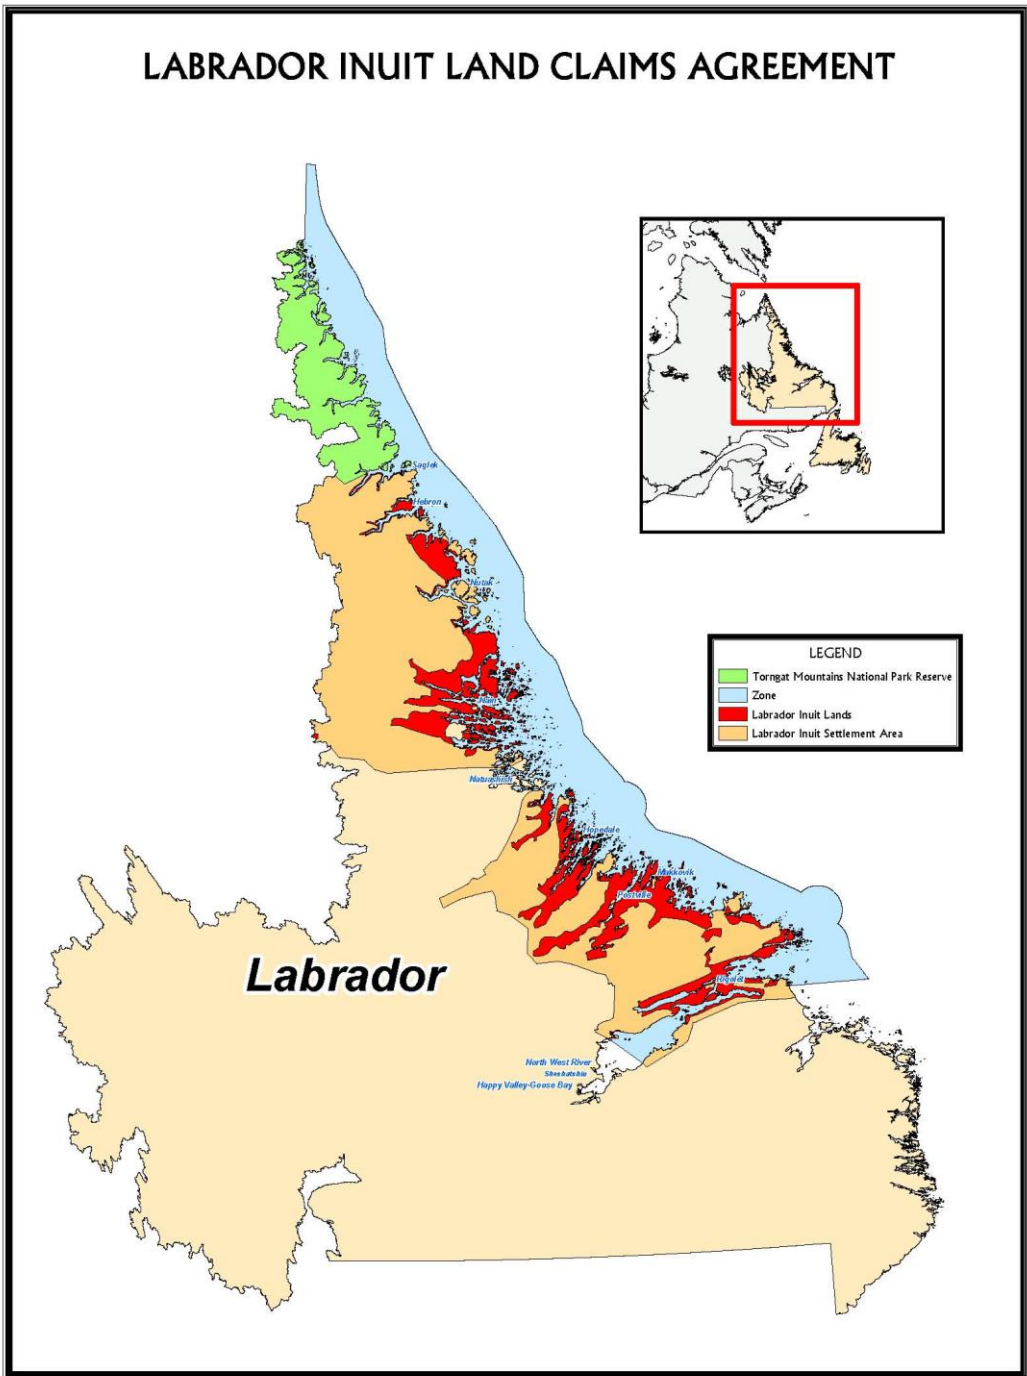 LABRADOR INUIT LAND CLAIMS AGREEMENT
Saglek
Hebron
Nutak
LEGEND
Torngat Mountains National Park Reserve
Zone
Labrador Inuit Lands
Labrador Inuit Settlement Area
Nain
Natuashish
Hopedale
Makkovik
Postville
Labrador
Rigolet
North West River
Sheshatshiu
Happy Valley-Goose Bay